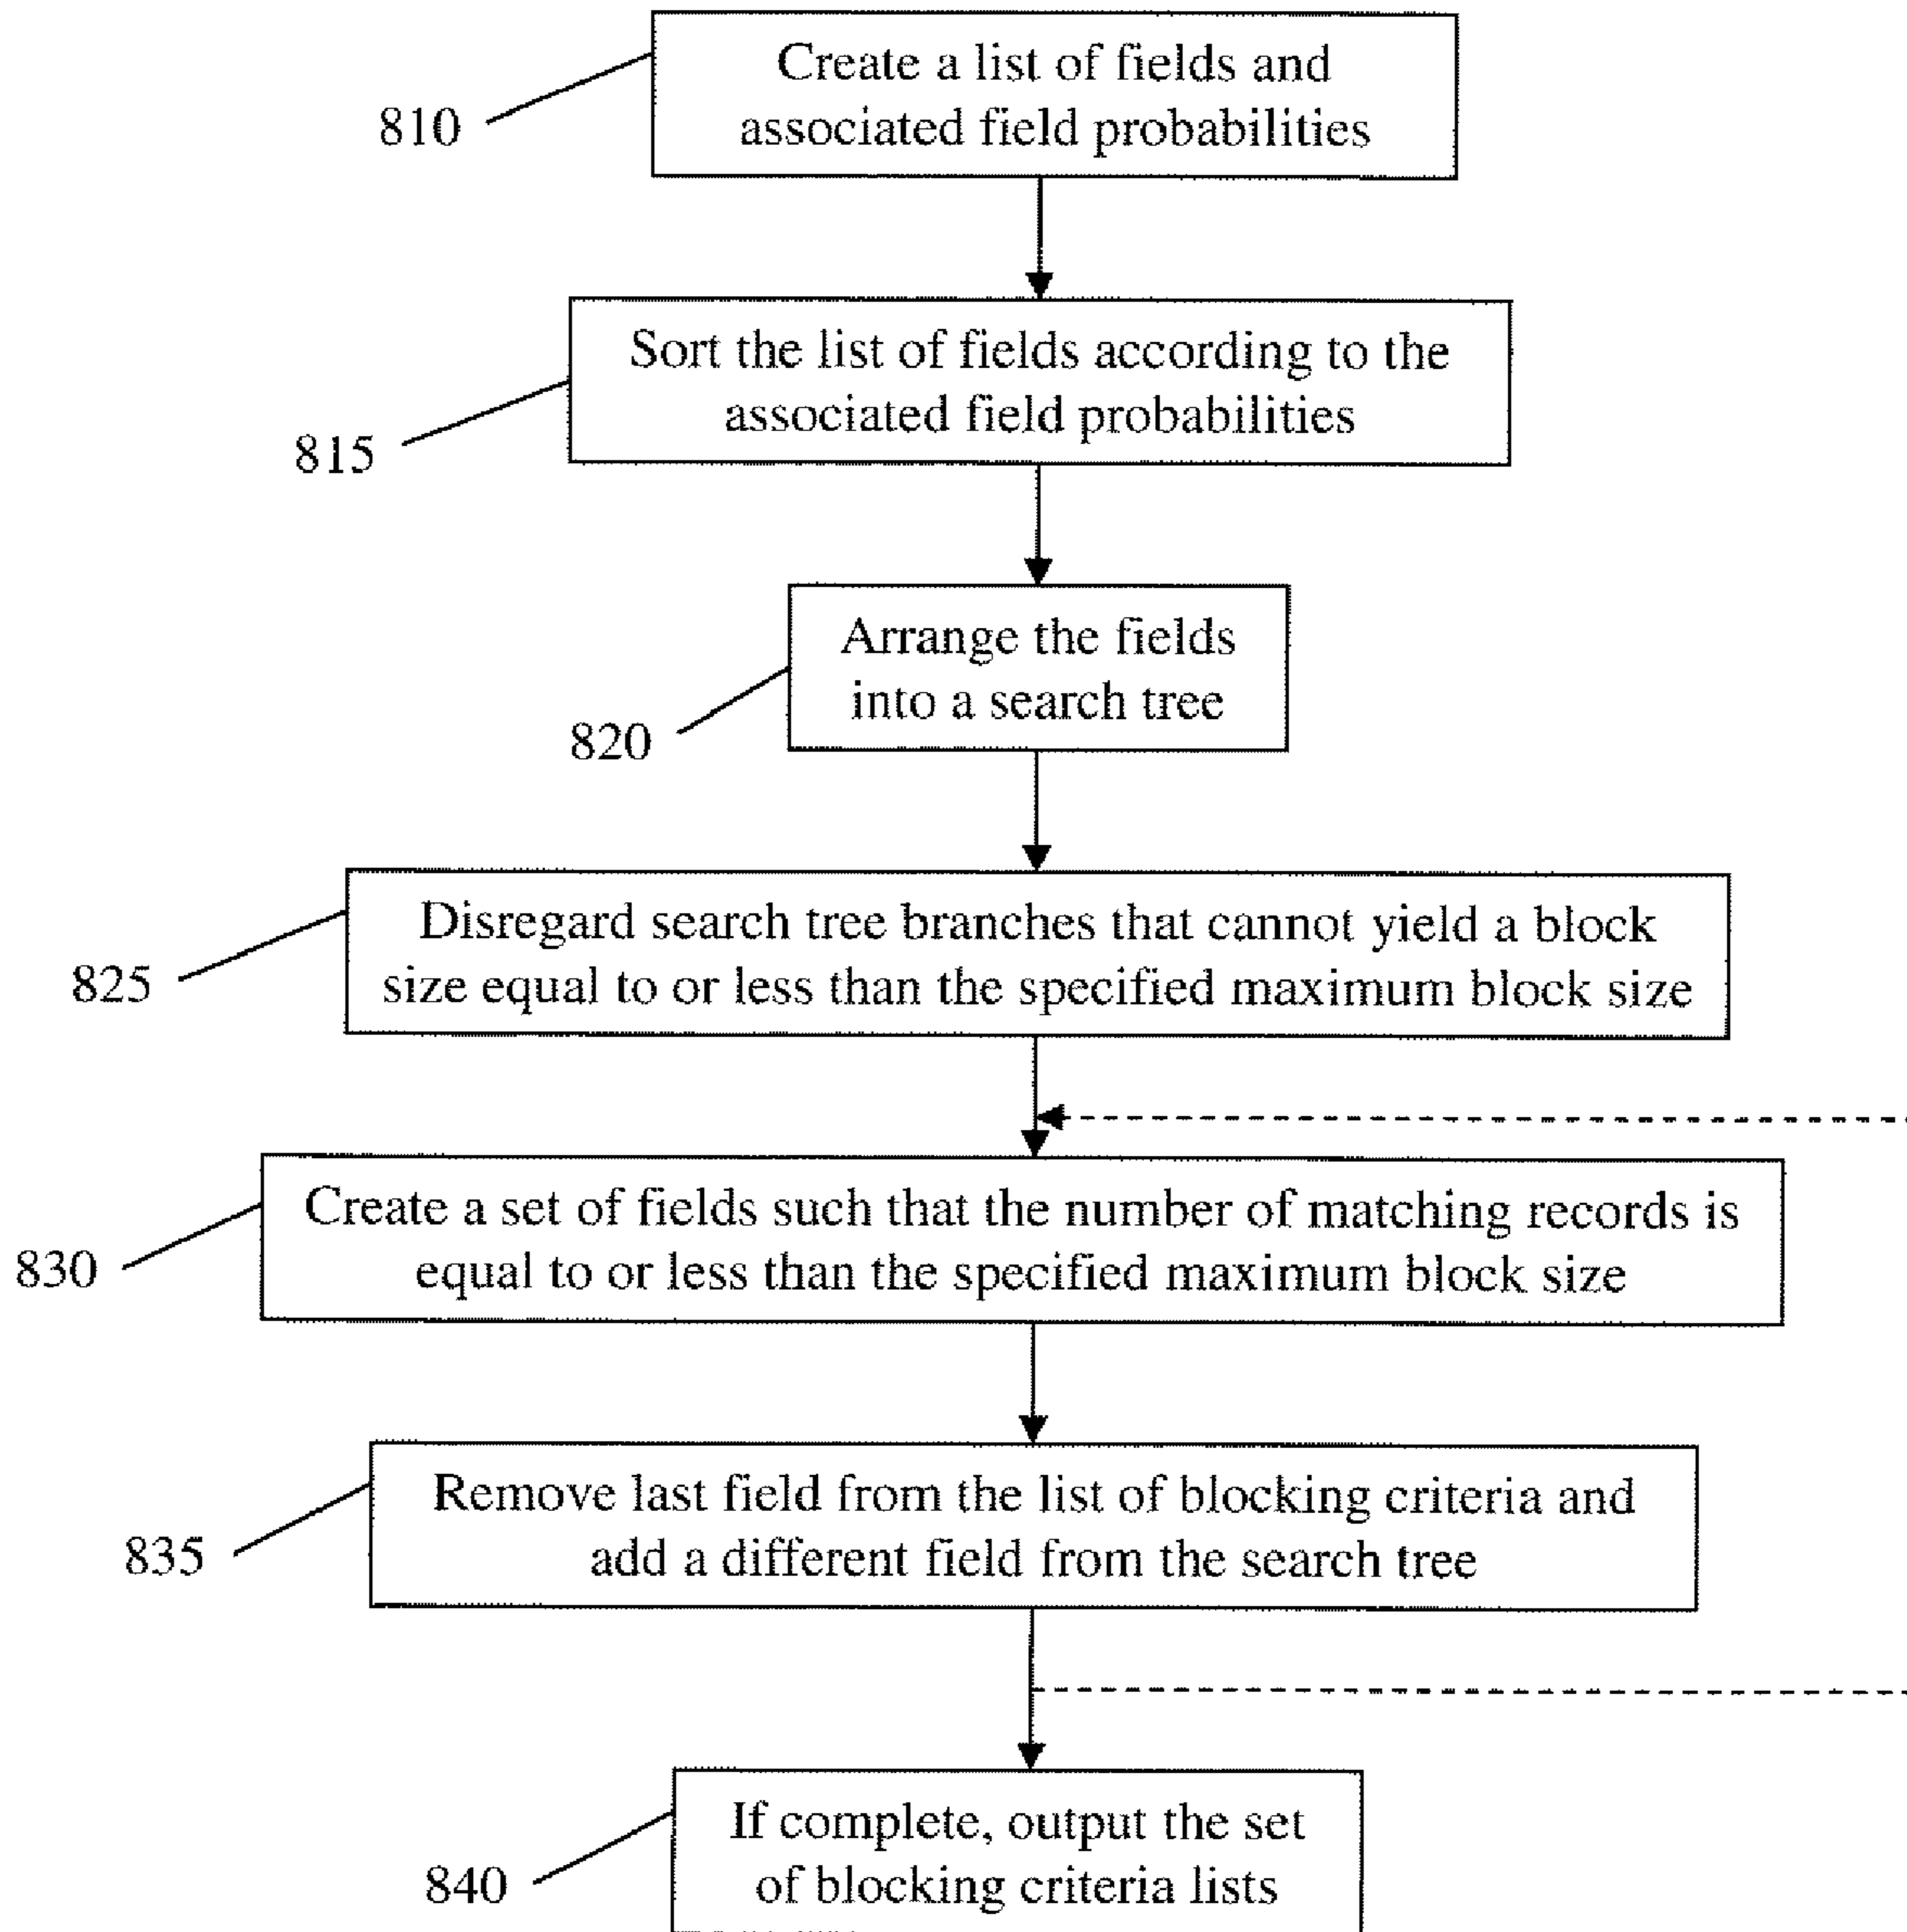 Create a list of fields and
associated field probabilities
810
Sort the list of fields according to the
associated field probabilities
815
Arrange the fields
into a search tree
820
Disregard search tree branches that cannot yield a block
size equal to or less than the specified maximum block size
825
Create a set of fields such that the number of matching records is
equal to or less than the specified maximum block size
830
Remove last field from the list of blocking criteria and
add a different field from the search tree
835
If complete, output the set
of blocking criteria lists
840